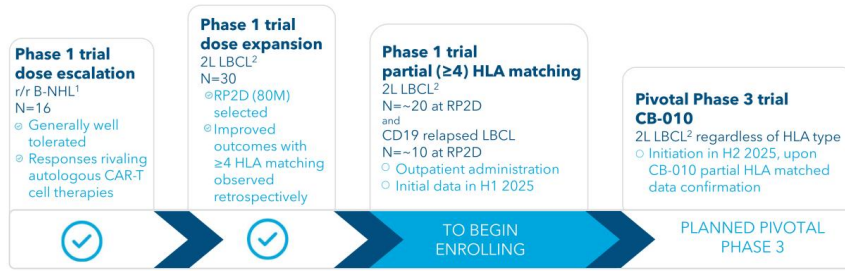 Phase 1 trial
dose escalation
r/r B-NHL1
N=16
Generally well
tolerated
Responses rivaling
autologous CAR-T
cell therapies
Phase 1 trial
dose expansion
2L LBCL2
N=30
RP2D (80M)
selected
Improved
outcomes with
≥4 HLA matching
observed
retrospectively
Phase 1 trial
partial (≥4) HLA matching
2L LBCL2
N=~20 at RP2D
and
CD19 relapsed LBCL
N=~10 at RP2D
Outpatient administration
Initial data in H1 2025
Pivotal Phase 3 trial
CB-010
2L LBCL2 regardless of HLA type
Initiation in H2 2025, upon
CB-010 partial HLA matched
data confirmation
TO BEGIN
ENROLLING
PLANNED PIVOTAL
PHASE 3